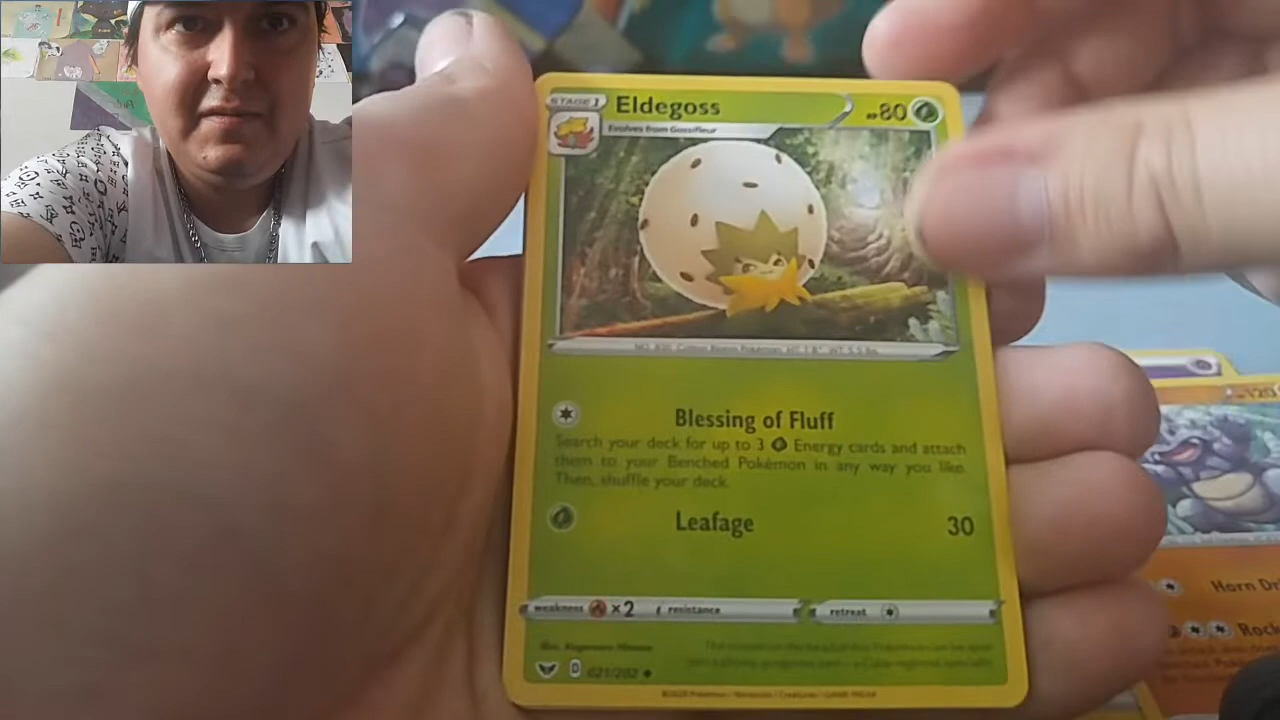 STAGE 1 Eldegoss HP 80
Evolves from Gossifleur
Blessing of Fluff
Search your deck for up to 3 Energy cards and attach
them to your Benched Pokémon in any way you like.
Then, shuffle your deck.
Leafage 30
weakness ×2 resistance retreat
D 021/202
120
Horn
Rock